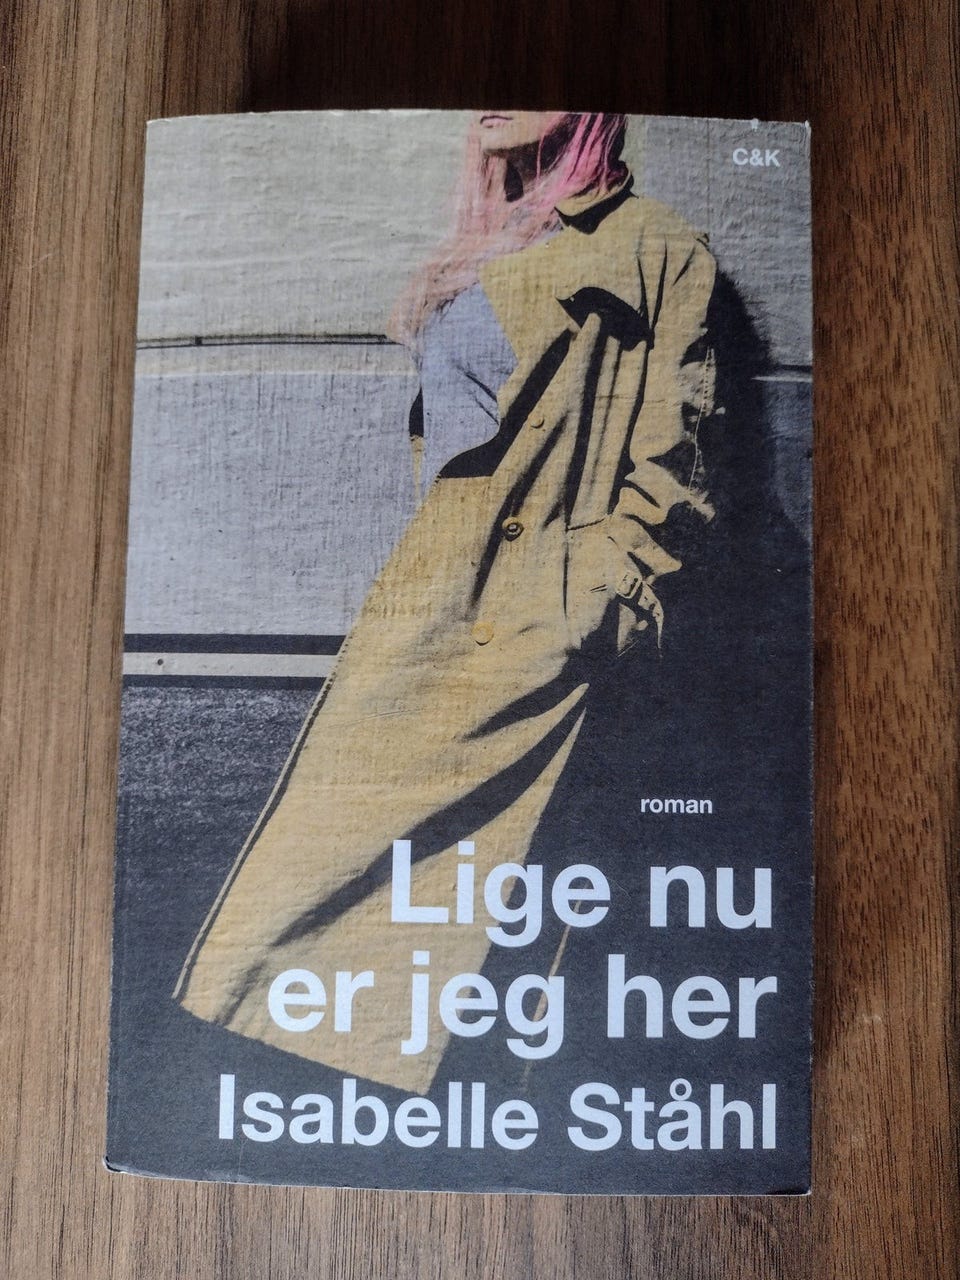 C&K
roman
Lige nu
er jeg her
Isabelle Ståhl